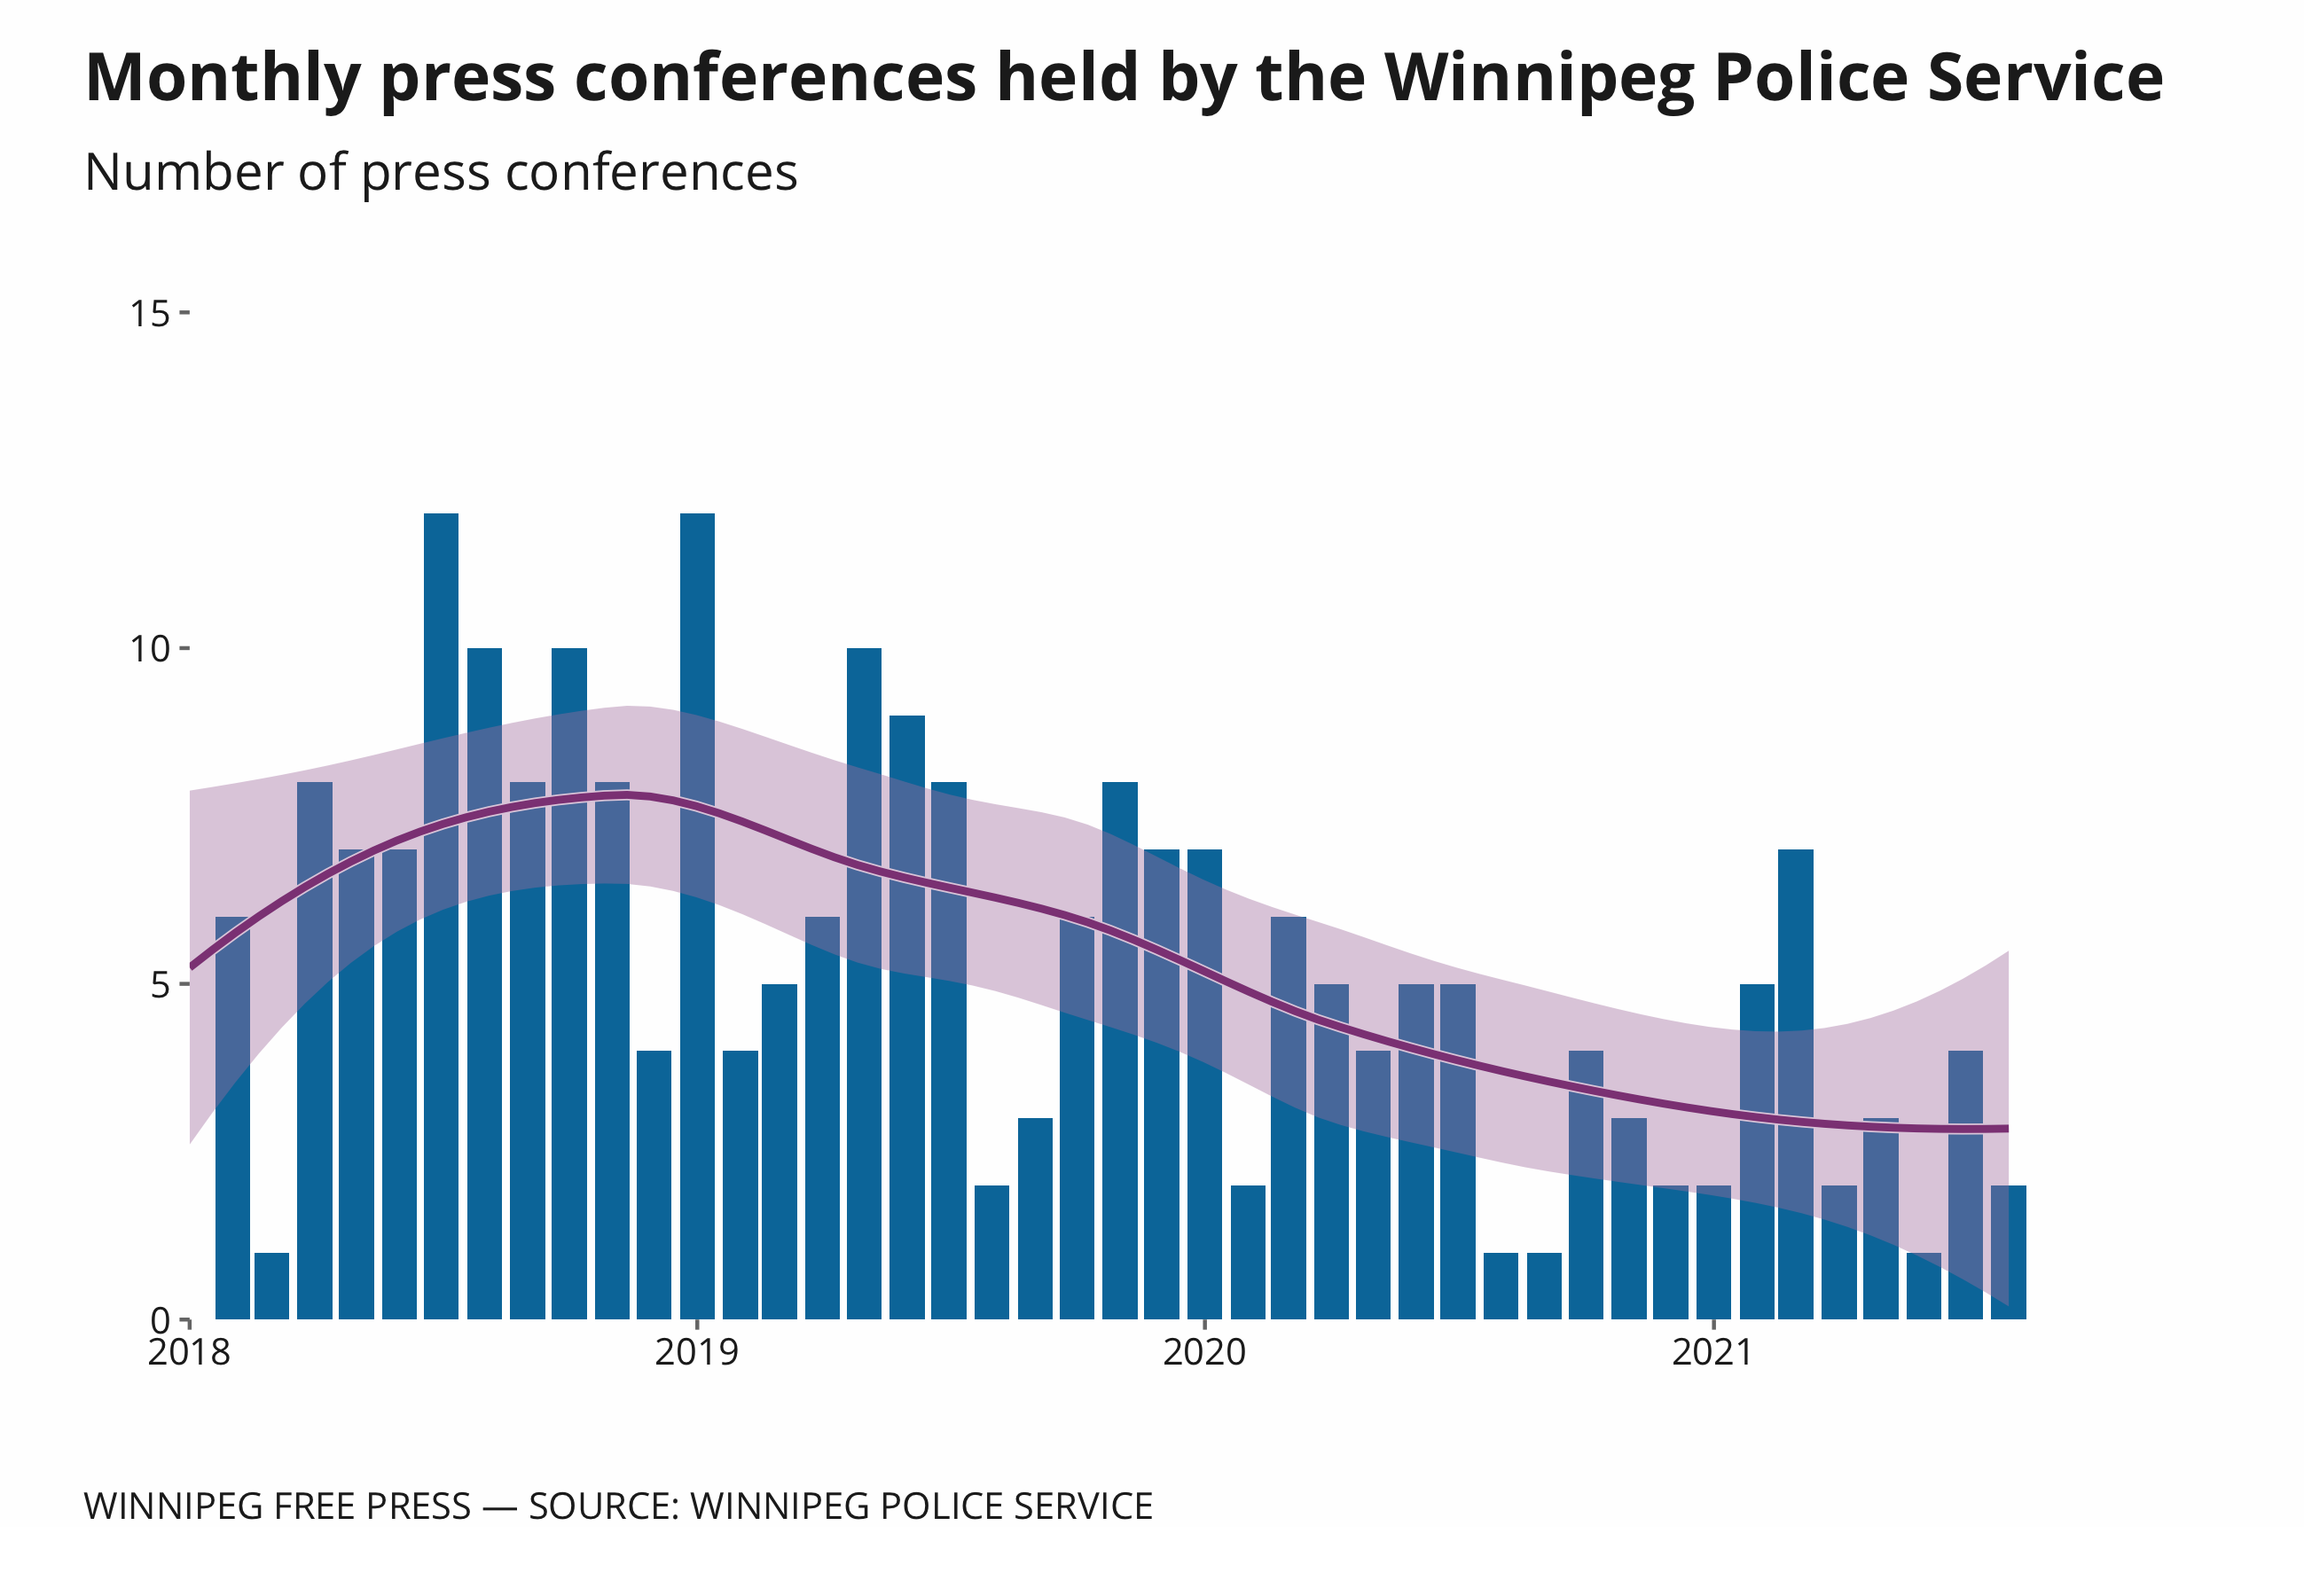 Monthly press conferences held by the Winnipeg Police Service
Number of press conferences
15
10
5
0
2018 2019 2020 2021
WINNIPEG FREE PRESS — SOURCE: WINNIPEG POLICE SERVICE